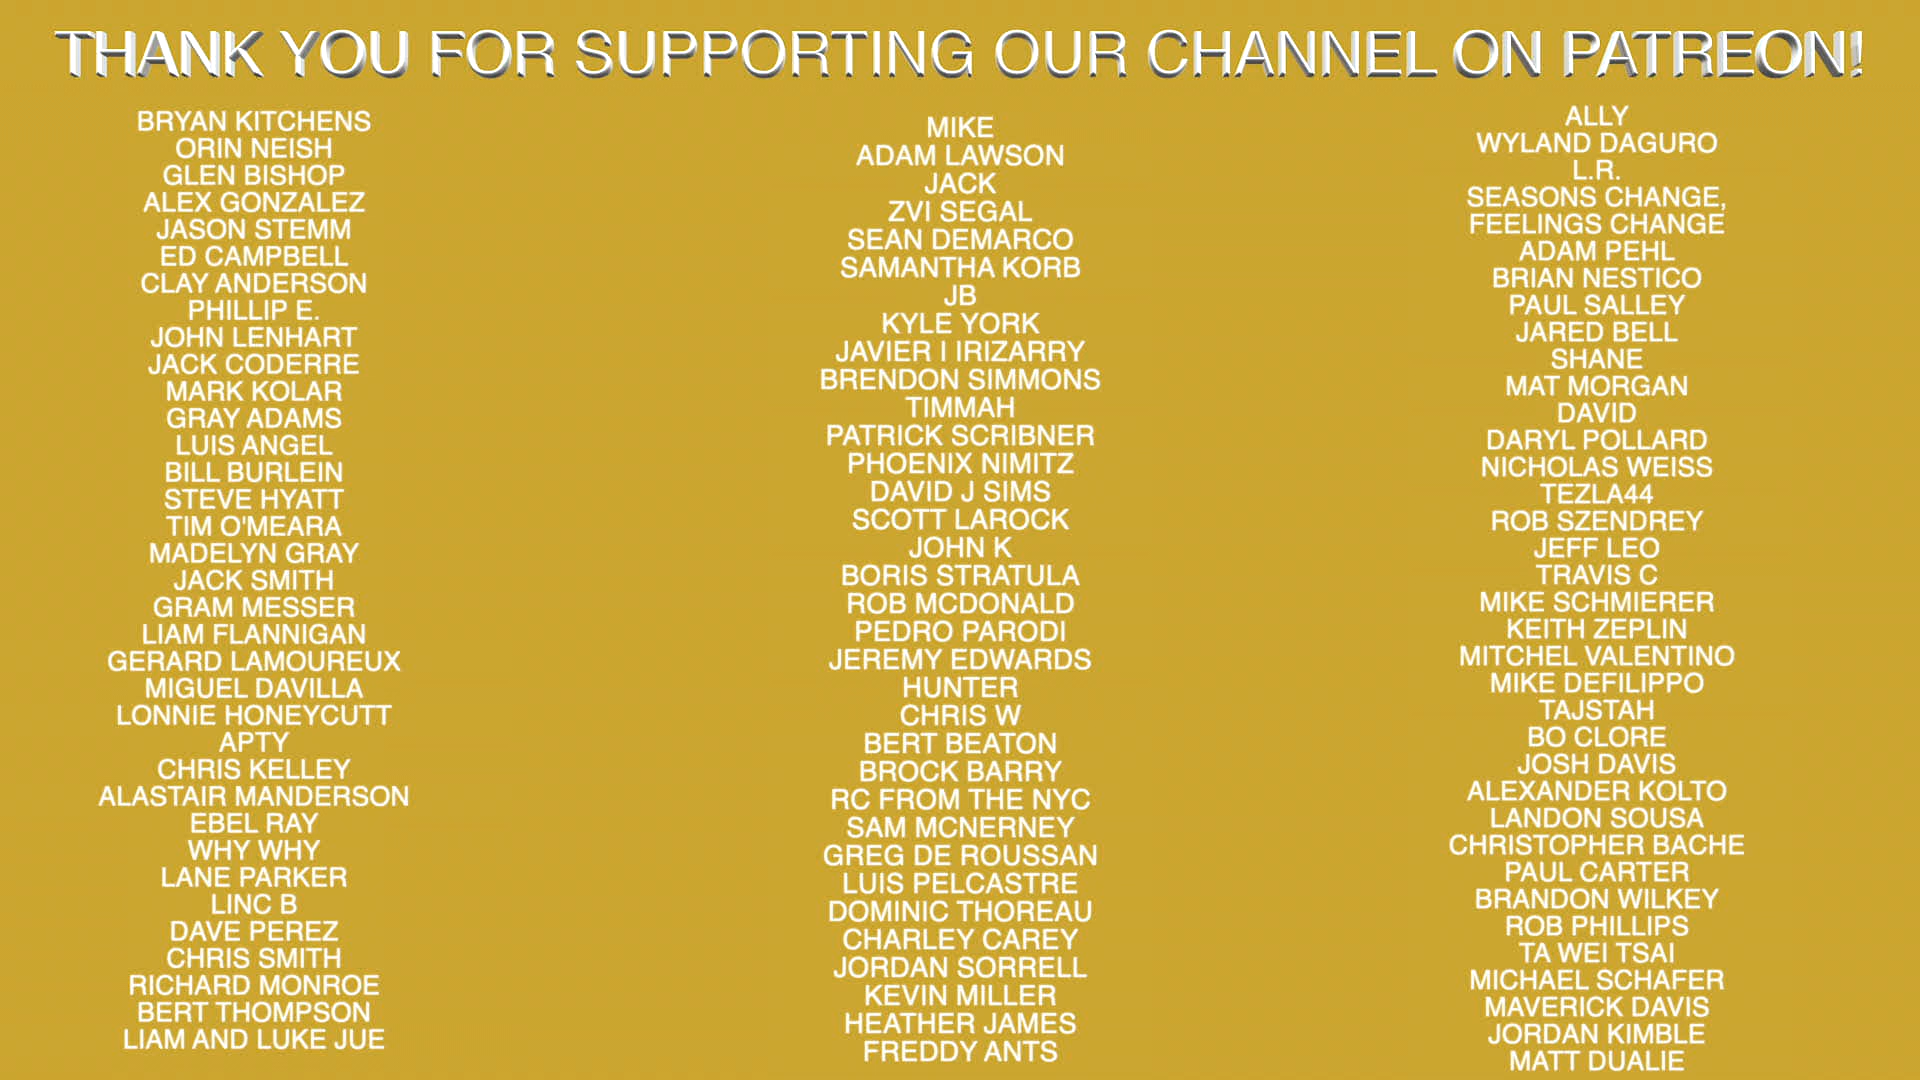 THANK YOU FOR SUPPORTING OUR CHANNEL ON PATREON!
BRYAN KITCHENS
ORIN NEISH
GLEN BISHOP
ALEX GONZALEZ
JASON STEMM
ED CAMPBELL
CLAY ANDERSON
PHILLIP E.
JOHN LENHART
JACK CODERRE
MARK KOLAR
GRAY ADAMS
LUIS ANGEL
BILL BURLEIN
STEVE HYATT
TIM O'MEARA
MADELYN GRAY
JACK SMITH
GRAM MESSER
LIAM FLANNIGAN
GERARD LAMOUREUX
MIGUEL DAVILLA
LONNIE HONEYCUTT
APTY
CHRIS KELLEY
ALASTAIR MANDERSON
EBEL RAY
WHY WHY
LANE PARKER
LINC B
DAVE PEREZ
CHRIS SMITH
RICHARD MONROE
BERT THOMPSON
LIAM AND LUKE JUE
MIKE
ADAM LAWSON
JACK
ZVI SEGAL
SEAN DEMARCO
SAMANTHA KORB
JB
KYLE YORK
JAVIER I IRIZARRY
BRENDON SIMMONS
TIMMAH
PATRICK SCRIBNER
PHOENIX NIMITZ
DAVID J SIMS
SCOTT LAROCK
JOHN K
BORIS STRATULA
ROB MCDONALD
PEDRO PARODI
JEREMY EDWARDS
HUNTER
CHRIS W
BERT BEATON
BROCK BARRY
RC FROM THE NYC
SAM MCNERNEY
GREG DE ROUSSAN
LUIS PELCASTRE
DOMINIC THOREAU
CHARLEY CAREY
JORDAN SORRELL
KEVIN MILLER
HEATHER JAMES
FREDDY ANTS
ALLY
WYLAND DAGURO
L.R.
SEASONS CHANGE,
FEELINGS CHANGE
ADAM PEHL
BRIAN NESTICO
PAUL SALLEY
JARED BELL
SHANE
MAT MORGAN
DAVID
DARYL POLLARD
NICHOLAS WEISS
TEZLA44
ROB SZENDREY
JEFF LEO
TRAVIS C
MIKE SCHMIERER
KEITH ZEPLIN
MITCHEL VALENTINO
MIKE DEFILIPPO
TAJSTAH
BO CLORE
JOSH DAVIS
ALEXANDER KOLTO
LANDON SOUSA
CHRISTOPHER BACHE
PAUL CARTER
BRANDON WILKEY
ROB PHILLIPS
TA WEI TSAI
MICHAEL SCHAFER
MAVERICK DAVIS
JORDAN KIMBLE
MATT DUALIE